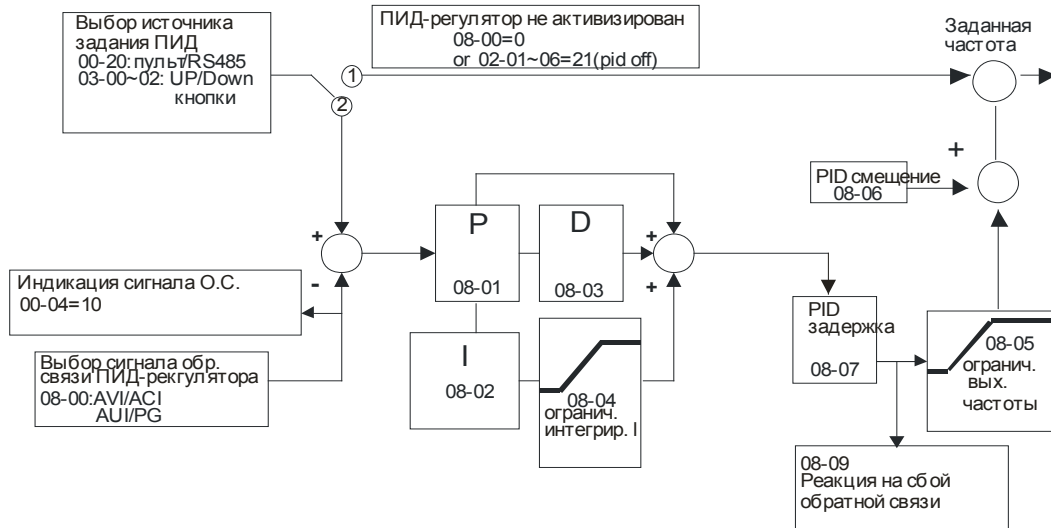 Выбор источника
задания ПИД
00-20: пульт/RS485
03-00~02: UP/Down
кнопки
ПИД-регулятор не активизирован
08-00=0
or 02-01~06=21(pid off)
Заданная
частота
1
2
+
PID смещение
08-06
P
08-01
D
08-03
+
-
+
+
Индикация сигнала О.С.
00-04=10
Выбор сигнала обр.
связи ПИД-рекгулятора
08-00:AVI/ACI
AUI/PG
I
08-02
08-04
огранич.
интегрир. I
PID
задержка
08-07
08-05
огранич.
вых.
частоты
08-09
Реакция на сбой
обратной связи